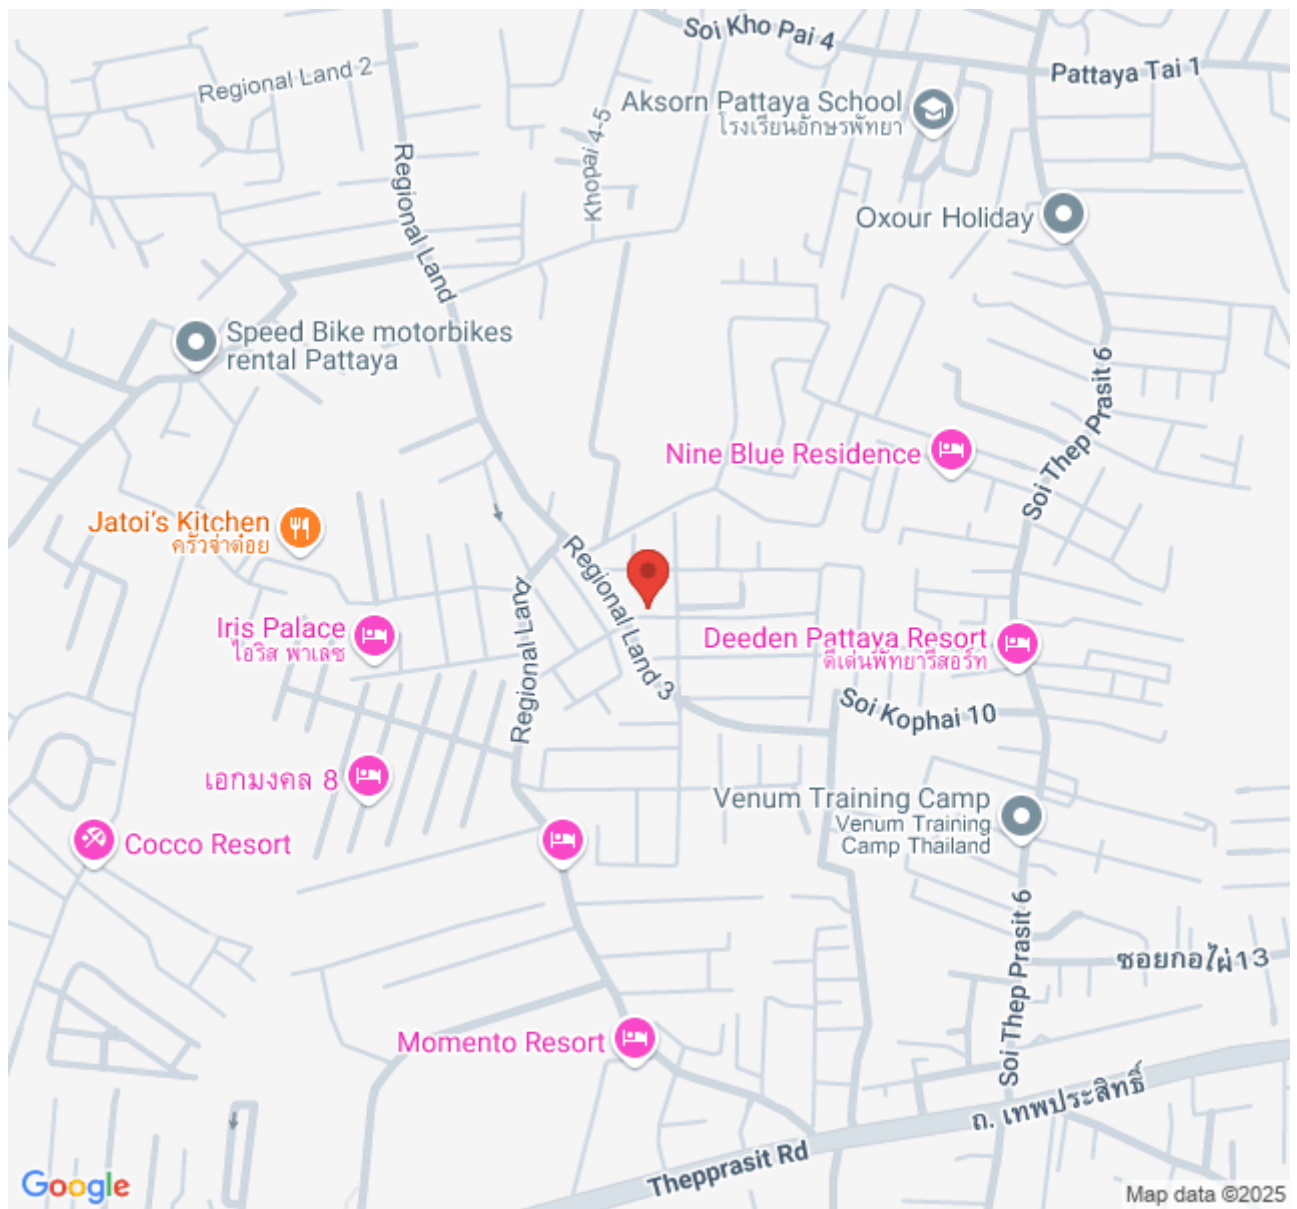 Soi Kho Pai 4
Pattaya Tai 1
Regional Land 2
Aksorn Pattaya School
โรงเรียนอักษรพัทยา
Khopai 4-5
Regional Land
Oxour Holiday
Speed Bike motorbikes
rental Pattaya
Soi Thep Prasit 6
Nine Blue Residence
Jatoi's Kitchen
ครัวจ่าต๋อย
Regional Land 3
Regional Land
Iris Palace
ไอริส พาเลซ
Deeden Pattaya Resort
ดีเด่นพัทยารีสอร์ท
Soi Kophai 10
เอกมงคล 8
Venum Training Camp
Venum Training
Camp Thailand
Cocco Resort
Soi Thep Prasit 6
ซอยกอไผ่13
Momento Resort
ถ. เทพประสิทธิ์
Thepprasit Rd
Google
Map data ©2025